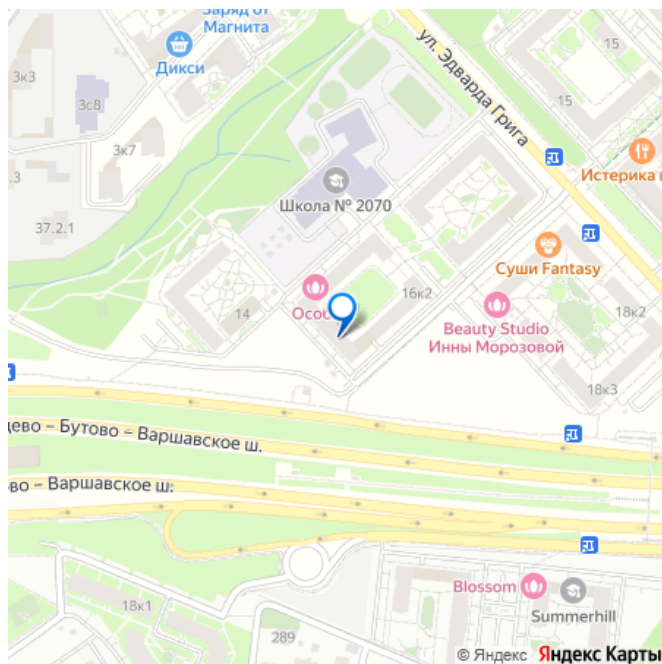 Заряд от
Магнита
Дикси
3к3
3с8
3к7
3
37.2.1
ул. Эдварда Грига
15
15
Истерика в
Школа № 2070
Суши Fantasy
Особ
16к2
14
Beauty Studio
Инны Морозовой
18к2
18к3
цево – Бутово – Варшавское ш.
ово – Варшавское ш.
18к1
289
Blossom
Summerhill
© Яндекс Яндекс Карты